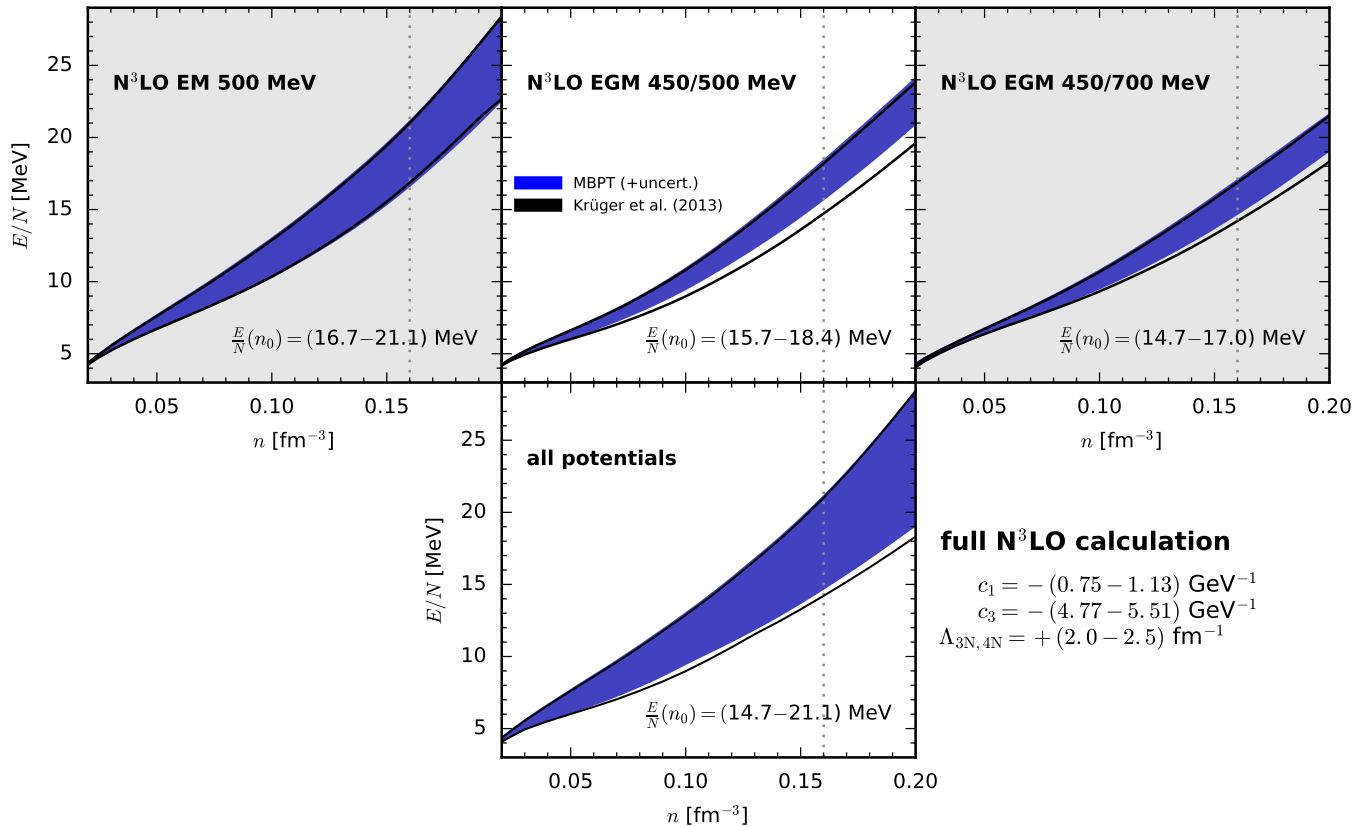 N³LO EM 500 MeV
N³LO EGM 450/500 MeV
N³LO EGM 450/700 MeV
25
20
15
10
5
E/N [MeV]
MBPT (+uncert.)
Krüger et al. (2013)
E/N (n₀) = (16.7−21.1) MeV
E/N (n₀) = (15.7−18.4) MeV
E/N (n₀) = (14.7−17.0) MeV
0.05 0.10 0.15
n [fm⁻³]
0.05 0.10 0.15 0.20
n [fm⁻³]
all potentials
25
20
15
10
5
E/N [MeV]
E/N (n₀) = (14.7−21.1) MeV
0.05 0.10 0.15 0.20
n [fm⁻³]
full N³LO calculation
c₁ = −(0.75 − 1.13) GeV⁻¹
c₃ = −(4.77 − 5.51) GeV⁻¹
Λ₃N,₄N = +(2.0 − 2.5) fm⁻¹